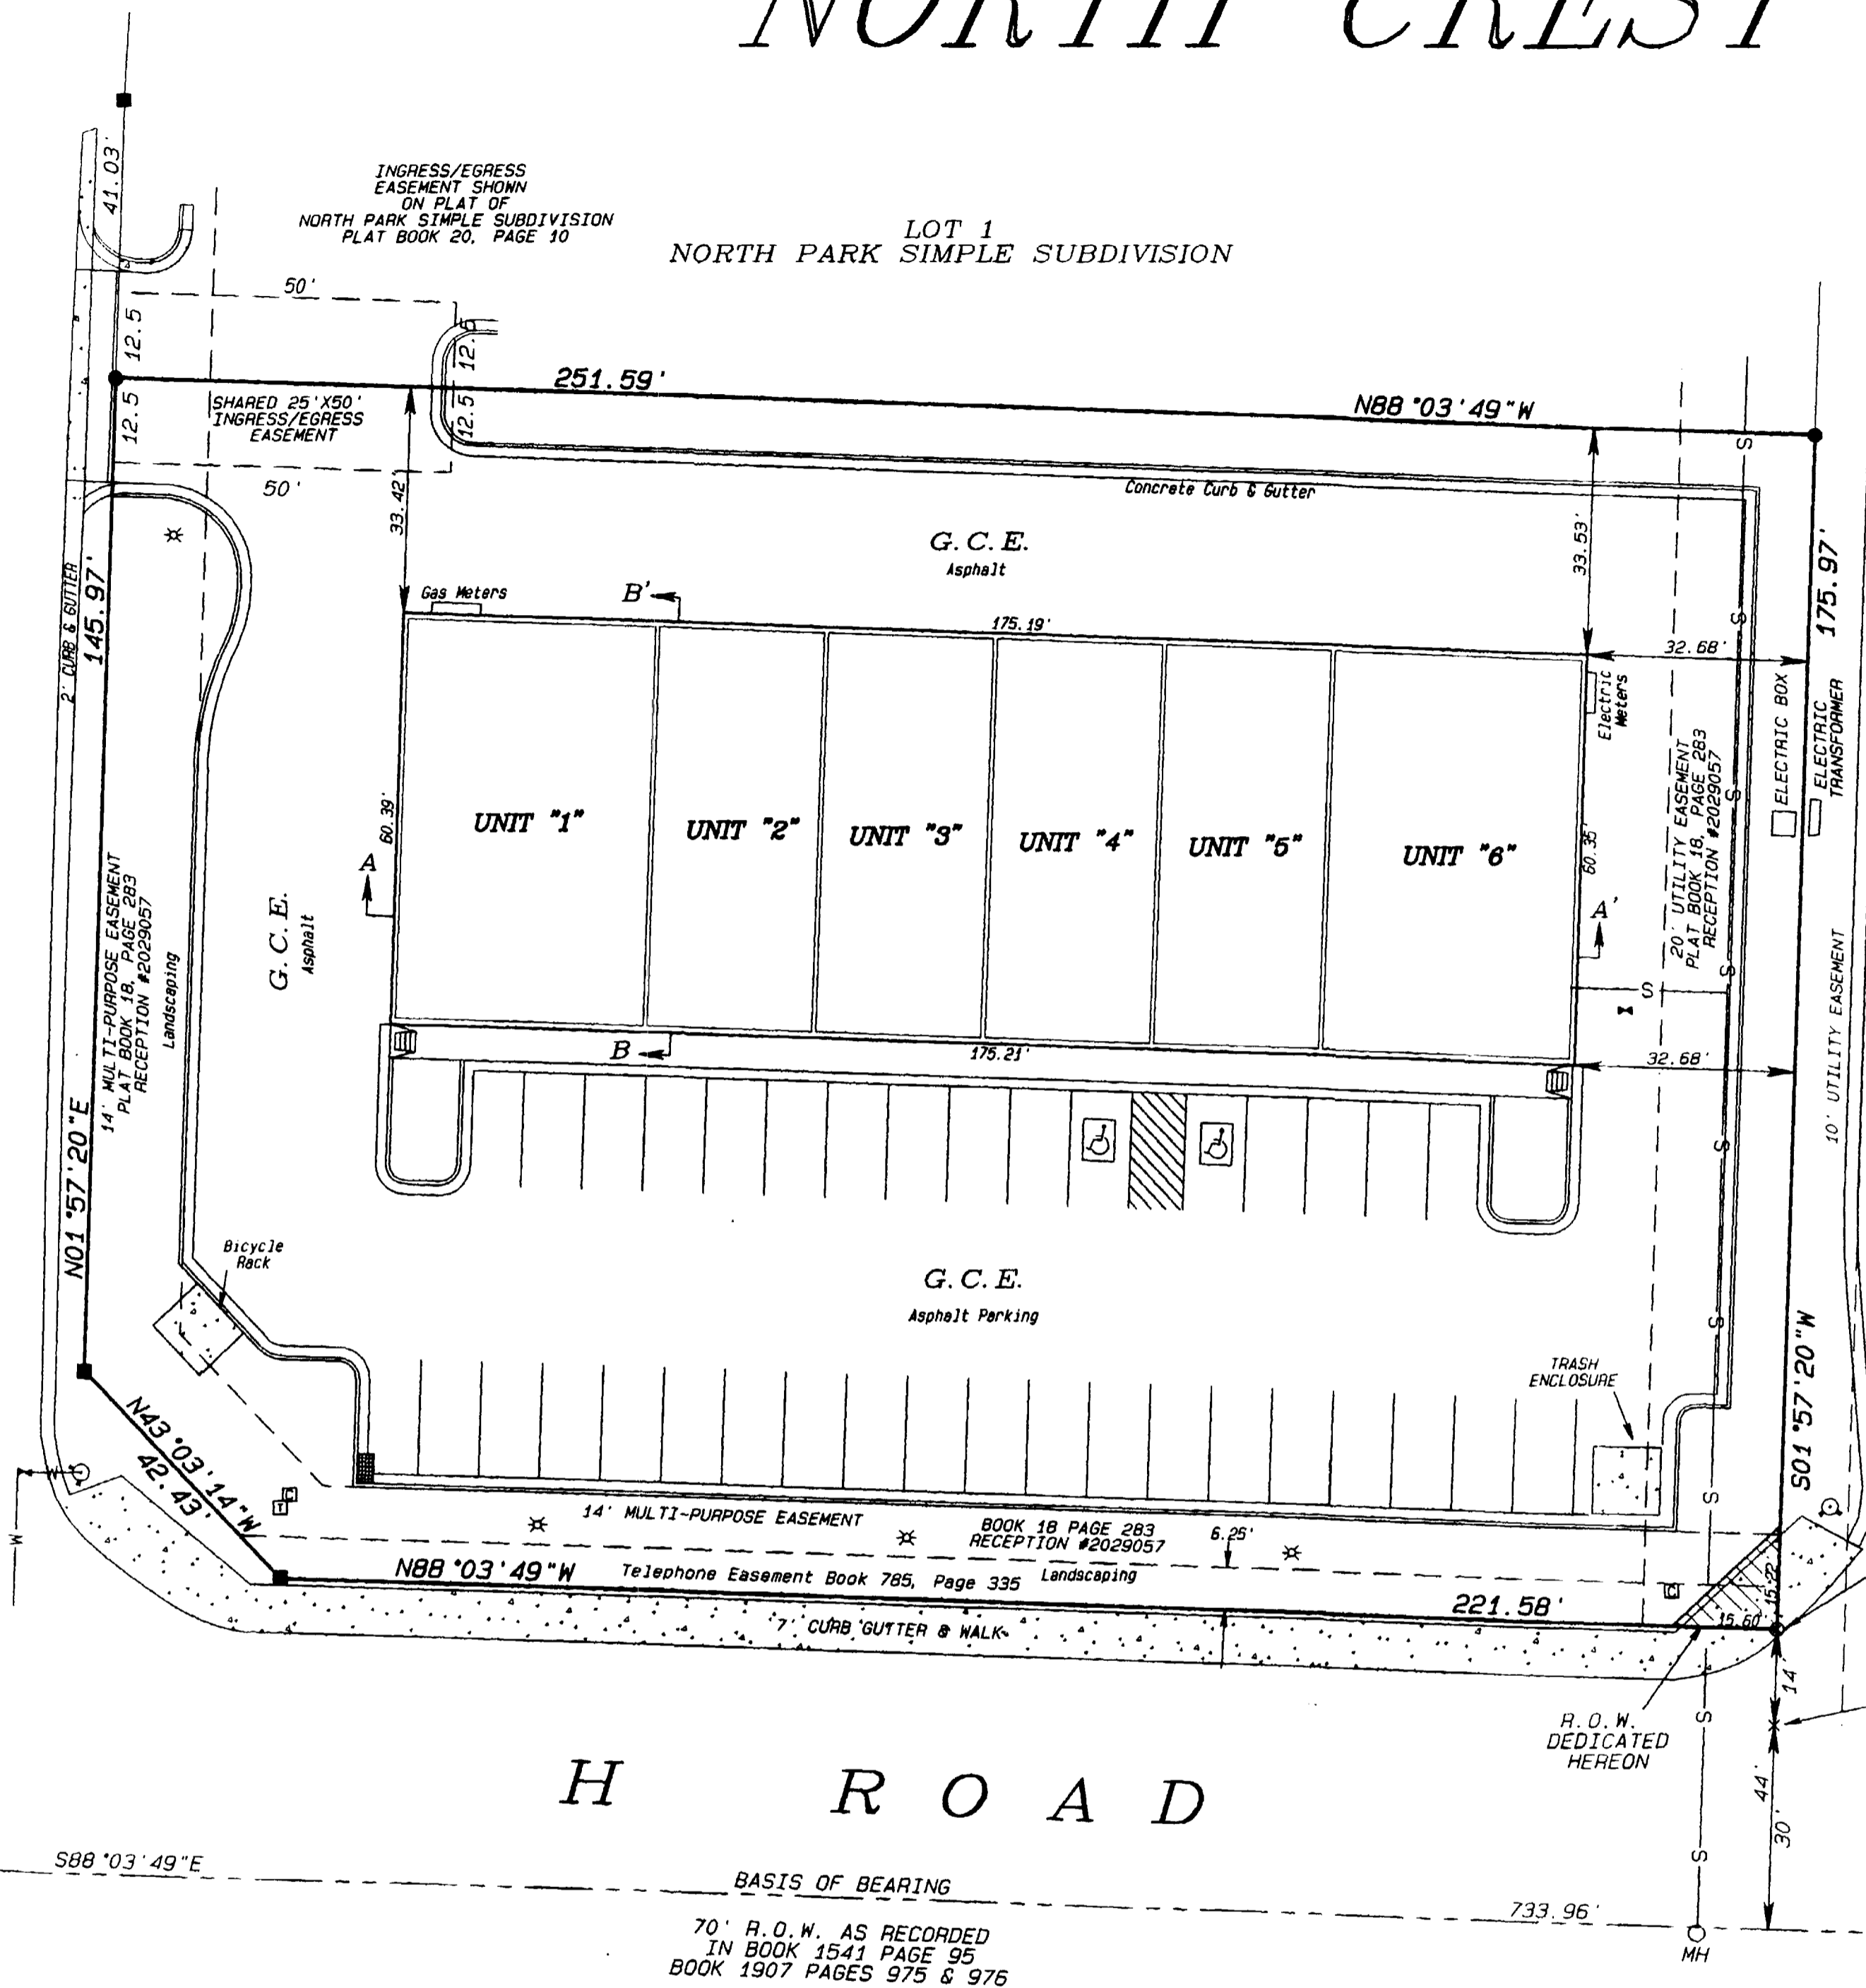 NORTH CREST
41.03'
INGRESS/EGRESS
EASEMENT SHOWN
ON PLAT OF
NORTH PARK SIMPLE SUBDIVISION
PLAT BOOK 20, PAGE 10
LOT 1
NORTH PARK SIMPLE SUBDIVISION
50'
12.5
12.5
12.5
12.5
251.59'
N88°03'49"W
SHARED 25'X50'
INGRESS/EGRESS
EASEMENT
50'
33.42'
33.53'
Concrete Curb & Gutter
G.C.E.
Asphalt
2' CURB & GUTTER
145.97'
175.97'
Gas Meters
B'
175.19'
32.68'
Electric
Meters
ELECTRIC BOX
ELECTRIC
TRANSFORMER
UNIT "1"
UNIT "2"
UNIT "3"
UNIT "4"
UNIT "5"
UNIT "6"
60.39'
60.35'
A
A'
20' UTILITY EASEMENT
PLAT BOOK 18, PAGE 283
RECEPTION #2029057
14' MULTI-PURPOSE EASEMENT
PLAT BOOK 18, PAGE 283
RECEPTION #2029057
Landscaping
G.C.E.
Asphalt
10' UTILITY EASEMENT
S
S
S
S
S
S
S
S
S
S
S
B
175.21'
32.68'
N01°57'20"E
Bicycle
Rack
G.C.E.
Asphalt Parking
TRASH
ENCLOSURE
S01°57'20"W
N43°03'14"W
42.43'
C
T
W
W
14' MULTI-PURPOSE EASEMENT
BOOK 18 PAGE 283
RECEPTION #2029057
6.25'
N88°03'49"W
Telephone Easement Book 785, Page 335
Landscaping
221.58'
C
15.22'
15.60'
7' CURB GUTTER & WALK
14'
R.O.W.
DEDICATED
HEREON
44'
30'
H ROAD
S88°03'49"E
BASIS OF BEARING
733.96'
MH
70' R.O.W. AS RECORDED
IN BOOK 1541 PAGE 95
BOOK 1907 PAGES 975 & 976